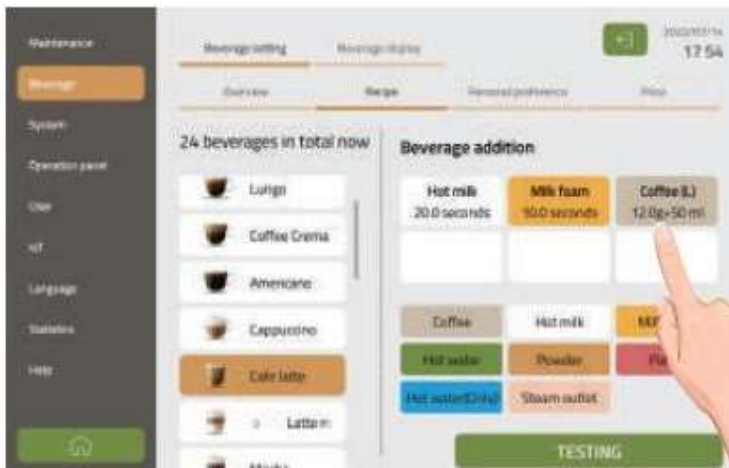 Maintenance
Beverage
System
Operation panel
User
IoT
Language
Statistics
Help
Beverage setting
Beverage display
17:54
Overview
Recipe
Personal preference
Price
24 beverages in total now
Lungo
Coffee Crema
Americano
Cappuccino
Cafe latte
Latte m
Mocha
Beverage addition
Hot milk
20.0 seconds
Milk foam
10.0 seconds
Coffee (L)
12.0g+50 ml
Coffee
Hot milk
Hot water
Powder
Hot water(Only)
Steam outlet
TESTING